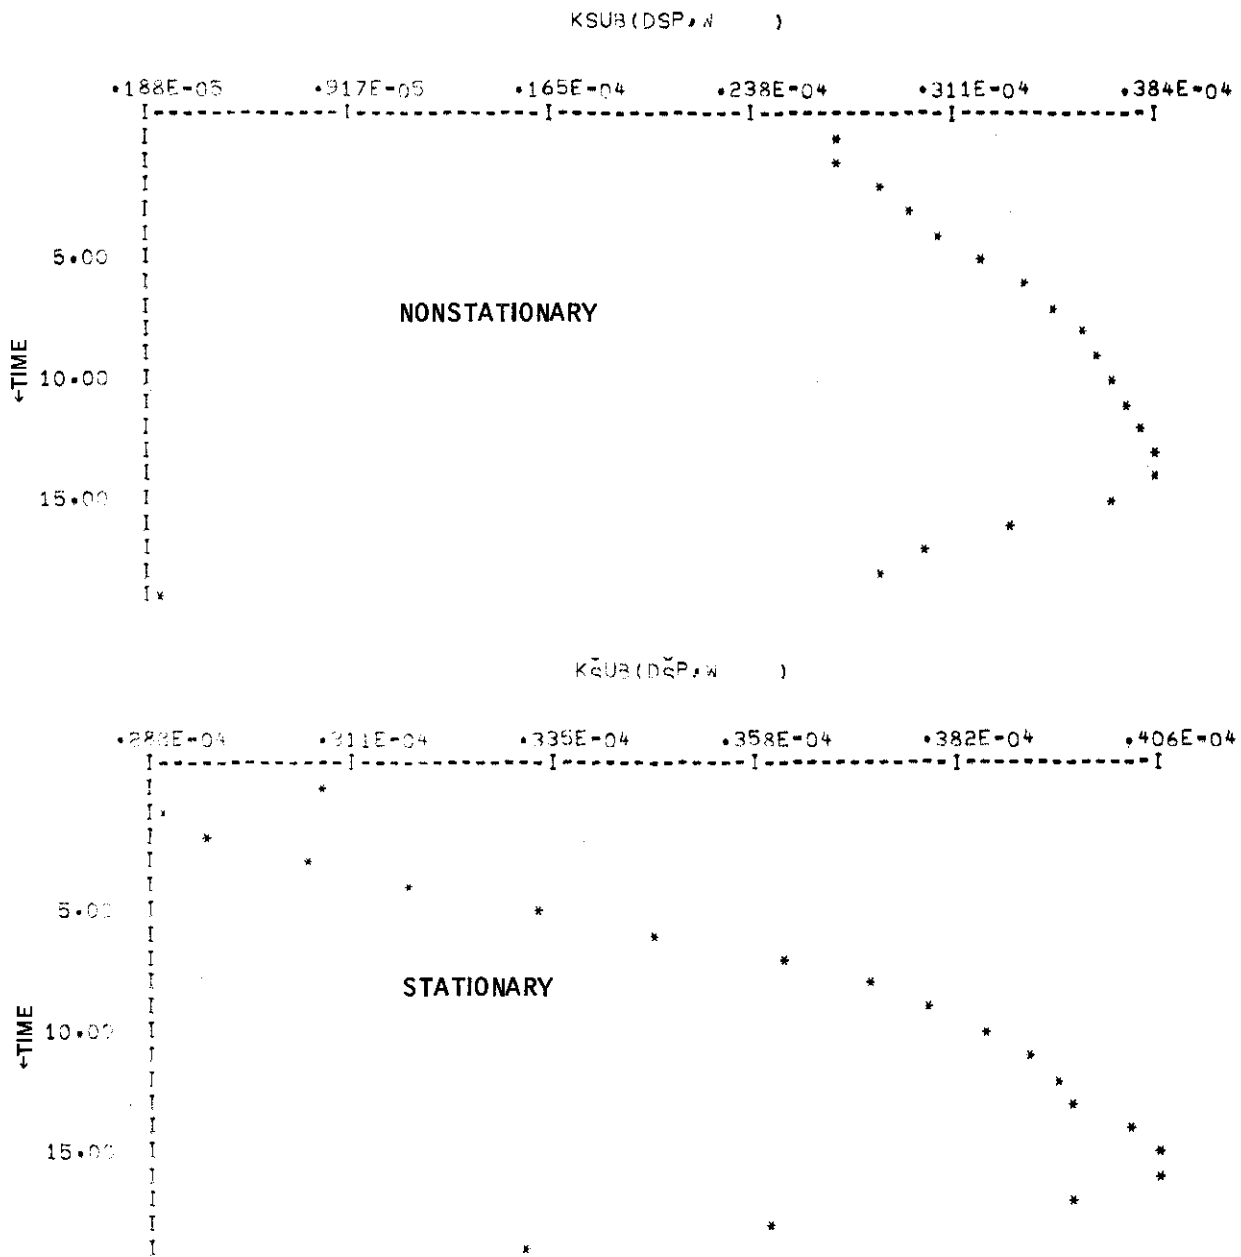 KSUB(DSP,W )
.188E-05 .917E-05 .165E-04 .238E-04 .311E-04 .384E-04
5.00
NONSTATIONARY
←TIME
10.00
15.00
KSUB(DSP,W )
.288E-04 .311E-04 .335E-04 .358E-04 .382E-04 .406E-04
5.00
STATIONARY
←TIME
10.00
15.00